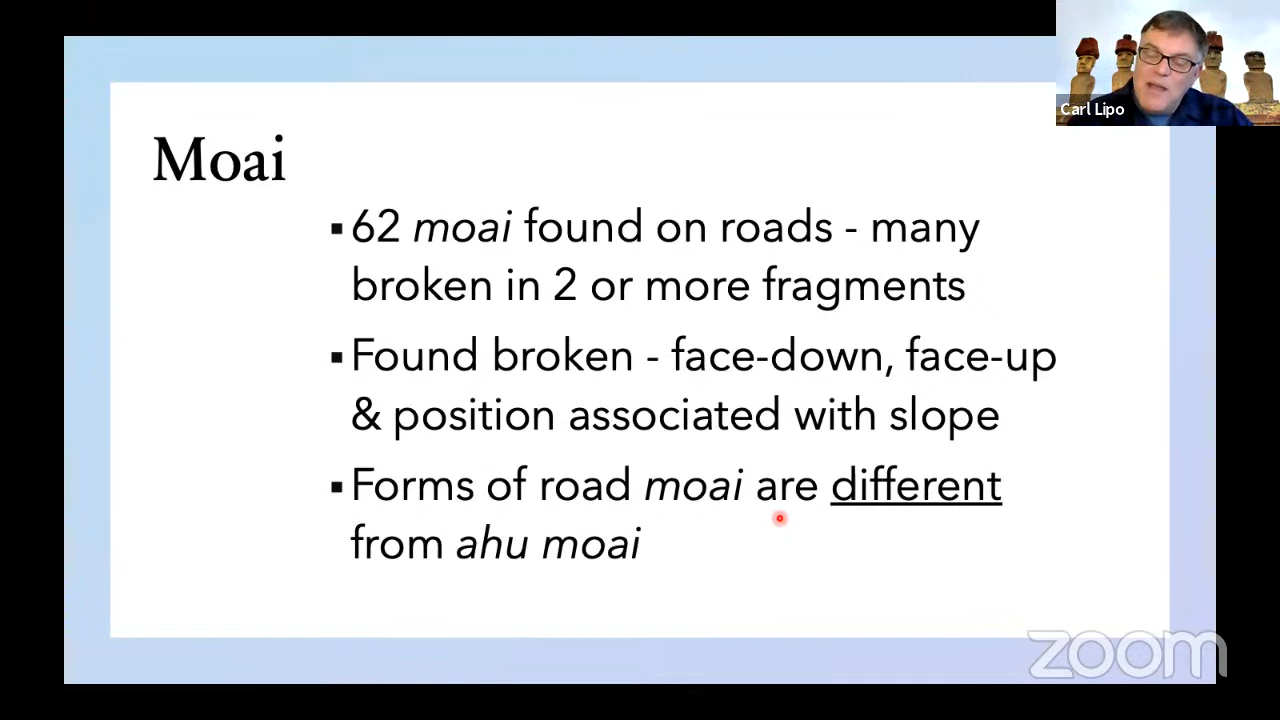 Carl Lipo
Moai
▪62 moai found on roads - many
broken in 2 or more fragments
▪Found broken - face-down, face-up
& position associated with slope
▪Forms of road moai are different
from ahu moai
zoom